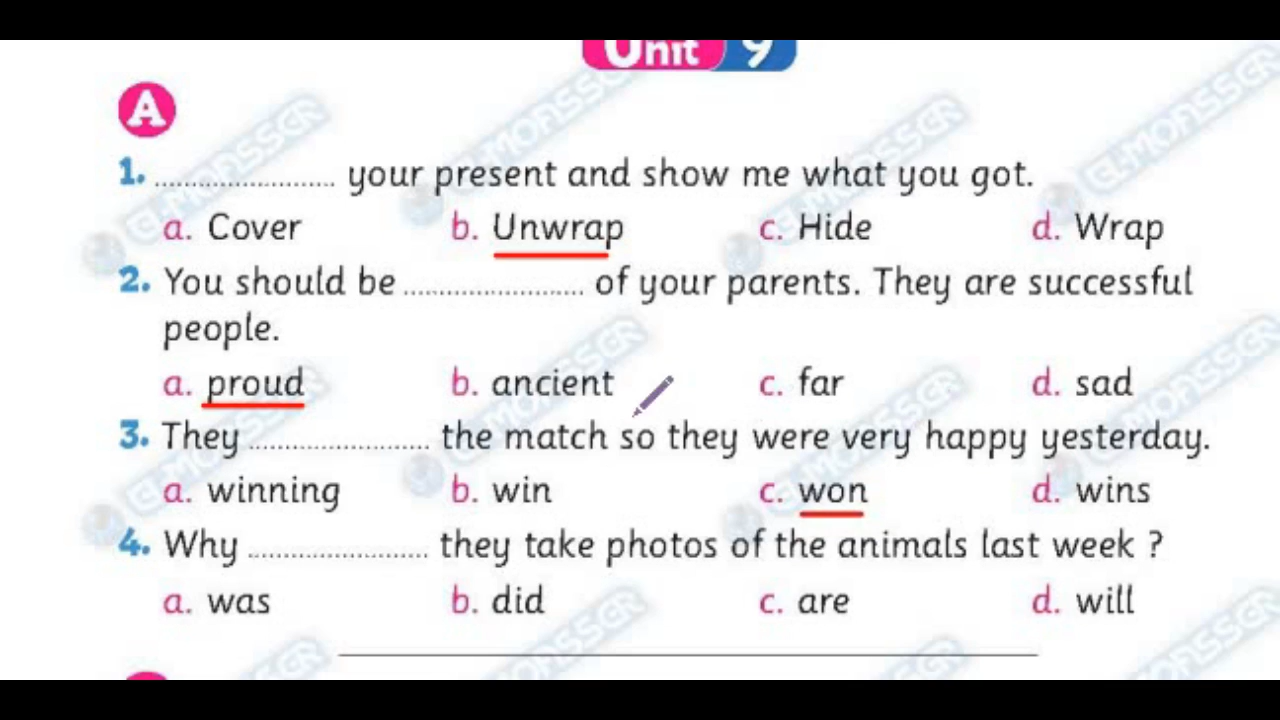 Unit 9
A
1. ........................ your present and show me what you got.
a. Cover b. Unwrap c. Hide d. Wrap
2. You should be ........................ of your parents. They are successful
people.
a. proud b. ancient c. far d. sad
3. They ........................ the match so they were very happy yesterday.
a. winning b. win c. won d. wins
4. Why ........................ they take photos of the animals last week ?
a. was b. did c. are d. will